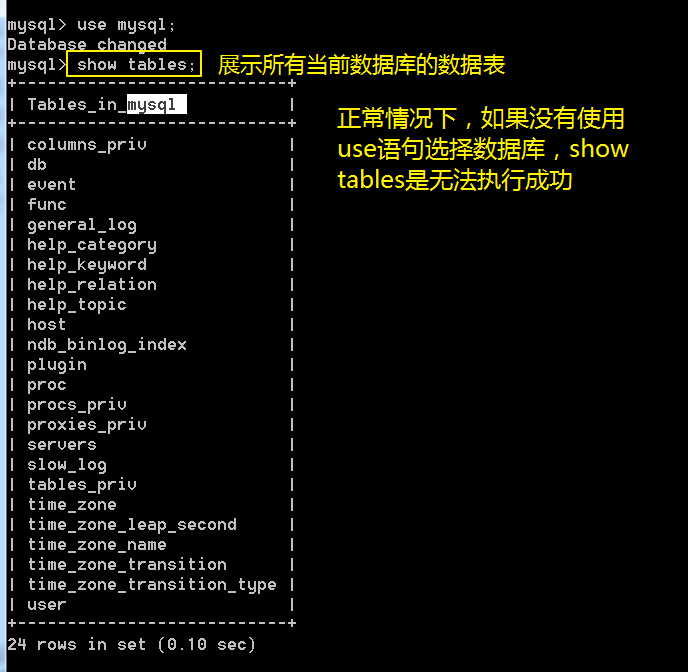 mysql> use mysql;
Database changed
mysql> show tables; 展示所有当前数据库的数据表
+---------------------------+
| Tables_in_mysql           |
+---------------------------+
正常情况下，如果没有使用
use语句选择数据库，show
tables是无法执行成功
| columns_priv              |
| db                        |
| event                     |
| func                      |
| general_log               |
| help_category             |
| help_keyword              |
| help_relation             |
| help_topic                |
| host                      |
| ndb_binlog_index          |
| plugin                    |
| proc                      |
| procs_priv                |
| proxies_priv              |
| servers                   |
| slow_log                  |
| tables_priv               |
| time_zone                 |
| time_zone_leap_second     |
| time_zone_name            |
| time_zone_transition      |
| time_zone_transition_type |
| user                      |
+---------------------------+
24 rows in set (0.10 sec)